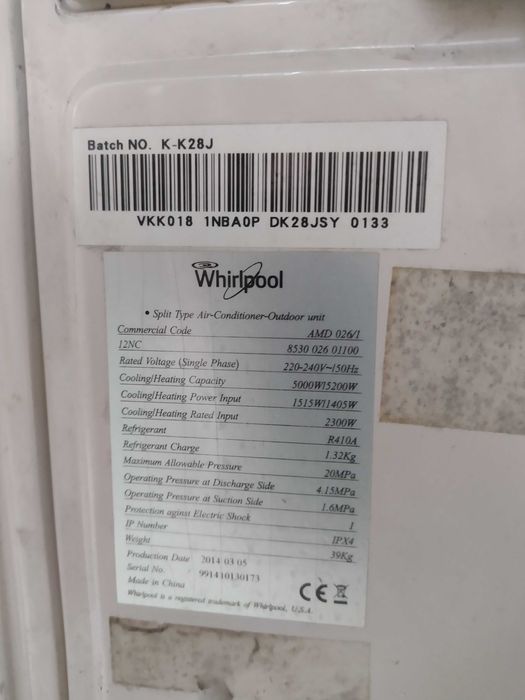 Batch NO. K-K28J
VKK018 1NBA0P DK28JSY 0133
Whirlpool
• Split Type Air-Conditioner-Outdoor unit
Commercial Code AMD 026/1
12NC 8530 026 01100
Rated Voltage (Single Phase) 220-240V~/50Hz
Cooling/Heating Capacity 5000W/5200W
Cooling/Heating Power Input 1515W/1405W
Cooling/Heating Rated Input 2300W
Refrigerant R410A
Refrigerant Charge 1.32Kg
Maximum Allowable Pressure 20MPa
Operating Pressure at Discharge Side 4.15MPa
Operating Pressure at Suction Side 1.6MPa
Protection aginst Electric Shock I
IP Number IPX4
Weight 39Kg
Production Date 2014 03 05
Serial No. 991410130173
Made in China
CE
Whirlpool is a registered trademark of Whirlpool, U.S.A.